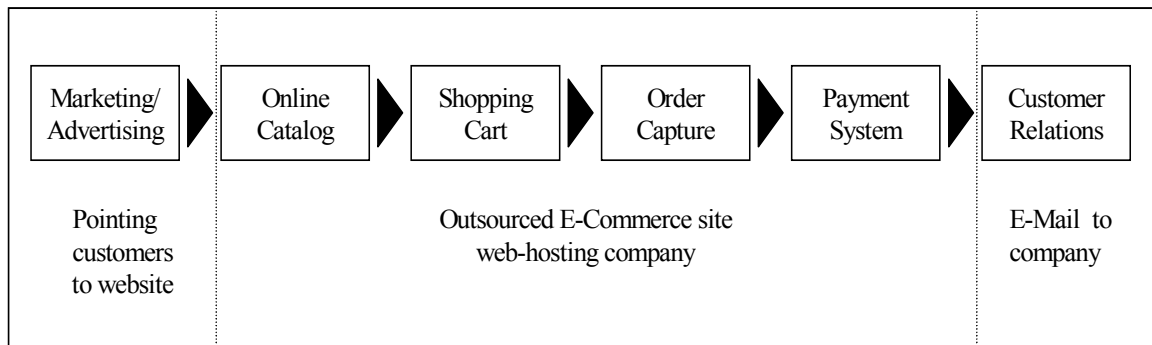 Marketing/
Advertising
Online
Catalog
Shopping
Cart
Order
Capture
Payment
System
Customer
Relations
Pointing
customers
to website
Outsourced E-Commerce site
web-hosting company
E-Mail to
company